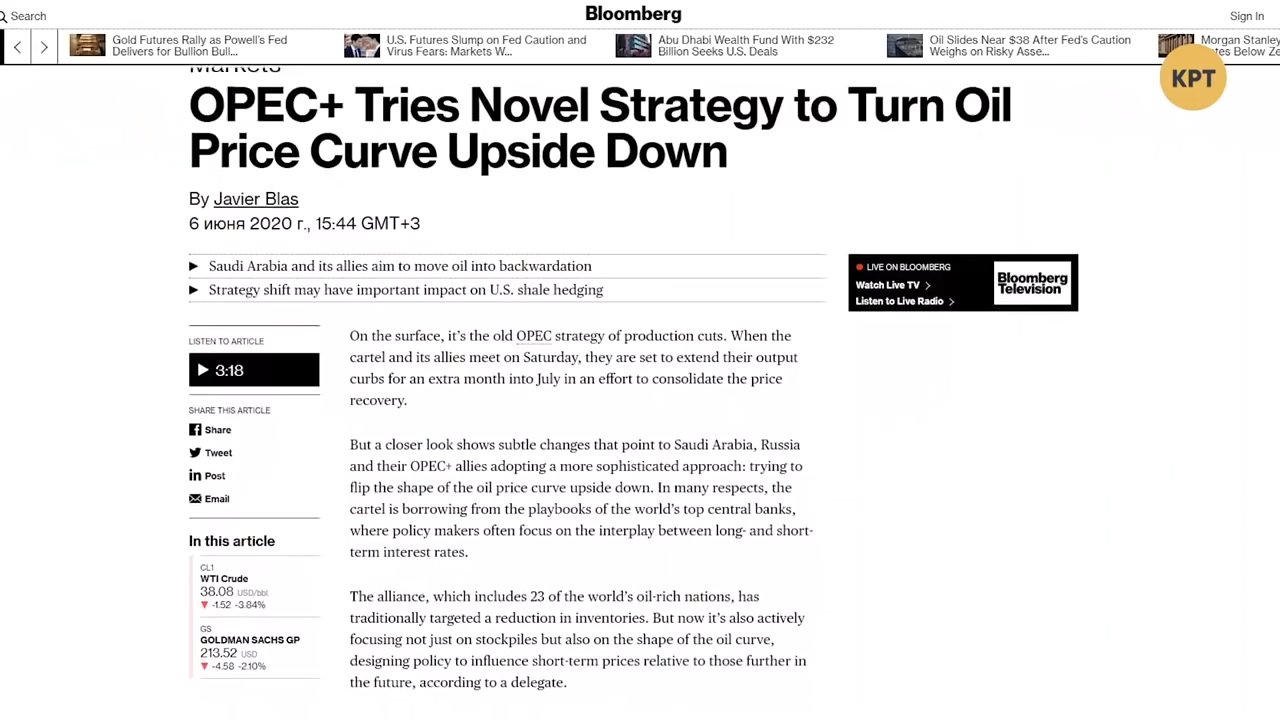 Search
Bloomberg
Sign In
Gold Futures Rally as Powell's Fed
Delivers for Bullion Bull...
U.S. Futures Slump on Fed Caution and
Virus Fears: Markets W...
Abu Dhabi Wealth Fund With $232
Billion Seeks U.S. Deals
Oil Slides Near $38 After Fed's Caution
Weighs on Risky Asse...
Morgan Stanley
Below Ze
KPT
Markets
OPEC+ Tries Novel Strategy to Turn Oil
Price Curve Upside Down
By Javier Blas
6 июня 2020 г., 15:44 GMT+3
Saudi Arabia and its allies aim to move oil into backwardation
Strategy shift may have important impact on U.S. shale hedging
LIVE ON BLOOMBERG
Watch Live TV
Listen to Live Radio
Bloomberg
Television
LISTEN TO ARTICLE
3:18
SHARE THIS ARTICLE
Share
Tweet
Post
Email
In this article
CL1
WTI Crude
38.08 USD/bbl.
▼ -1.52 -3.84%
GS
GOLDMAN SACHS GP
213.52 USD
▼ -4.58 -2.10%
On the surface, it's the old OPEC strategy of production cuts. When the
cartel and its allies meet on Saturday, they are set to extend their output
curbs for an extra month into July in an effort to consolidate the price
recovery.
But a closer look shows subtle changes that point to Saudi Arabia, Russia
and their OPEC+ allies adopting a more sophisticated approach: trying to
flip the shape of the oil price curve upside down. In many respects, the
cartel is borrowing from the playbooks of the world's top central banks,
where policy makers often focus on the interplay between long- and short-
term interest rates.
The alliance, which includes 23 of the world's oil-rich nations, has
traditionally targeted a reduction in inventories. But now it's also actively
focusing not just on stockpiles but also on the shape of the oil curve,
designing policy to influence short-term prices relative to those further in
the future, according to a delegate.